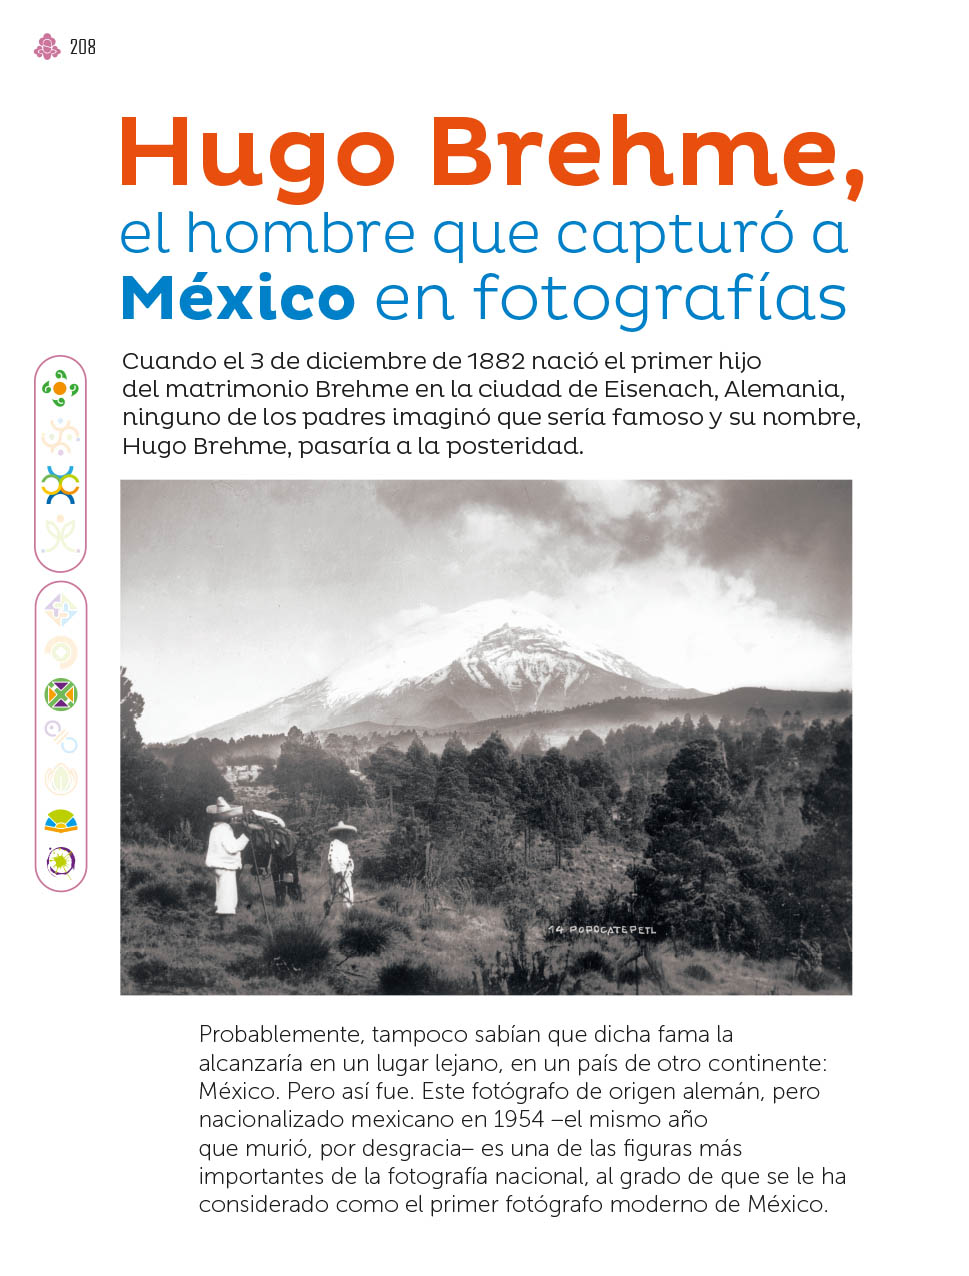 208
Hugo Brehme,
el hombre que capturó a
México en fotografías
Cuando el 3 de diciembre de 1882 nació el primer hijo
del matrimonio Brehme en la ciudad de Eisenach, Alemania,
ninguno de los padres imaginó que sería famoso y su nombre,
Hugo Brehme, pasaría a la posteridad.
14 POPOCATEPETL
Probablemente, tampoco sabían que dicha fama la
alcanzaría en un lugar lejano, en un país de otro continente:
México. Pero así fue. Este fotógrafo de origen alemán, pero
nacionalizado mexicano en 1954 –el mismo año
que murió, por desgracia– es una de las figuras más
importantes de la fotografía nacional, al grado de que se le ha
considerado como el primer fotógrafo moderno de México.